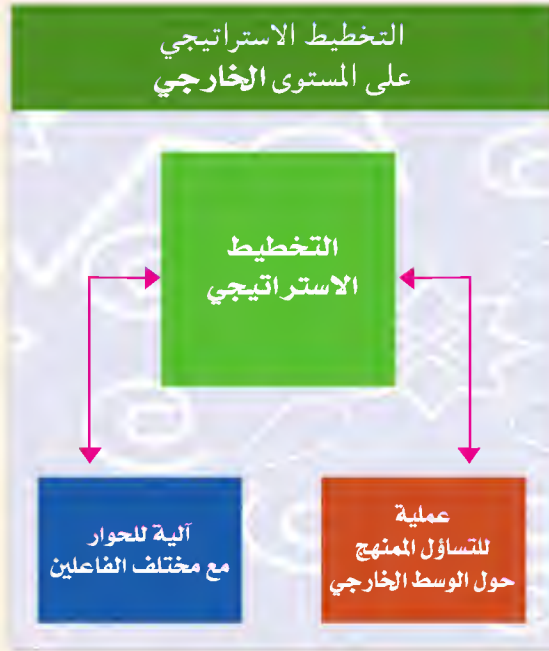 التخطيط الاستراتيجي
على المستوى الخارجي
التخطيط
الاستراتيجي
عملية
للتساؤل الممنهج
حول الوسط الخارجي
آلية للحوار
مع مختلف الفاعلين